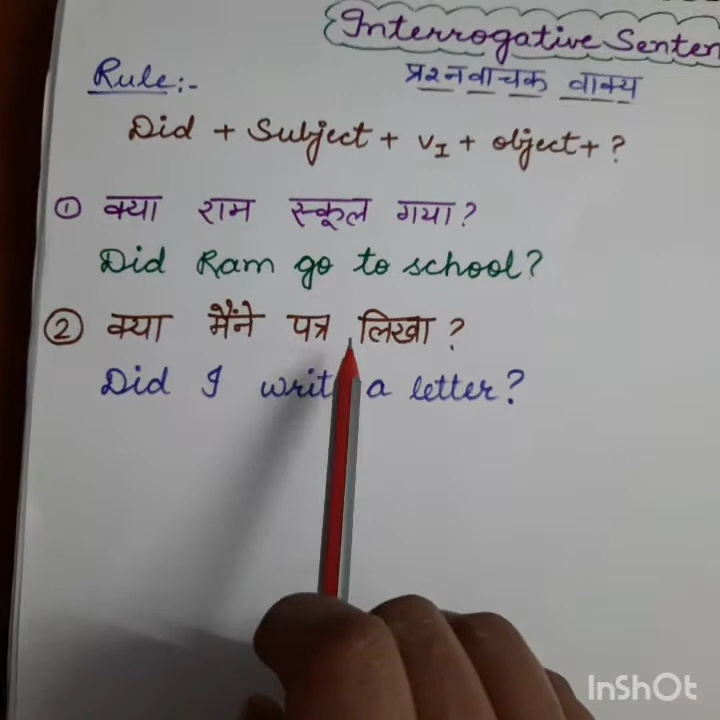 Interrogative Senten
प्रश्नवाचक वाक्य
Rule:-
Did + Subject + V₁ + object + ?
① क्या राम स्कूल गया?
Did Ram go to school?
② क्या मैंने पत्र लिखा?
Did I writ a letter?
InShOt